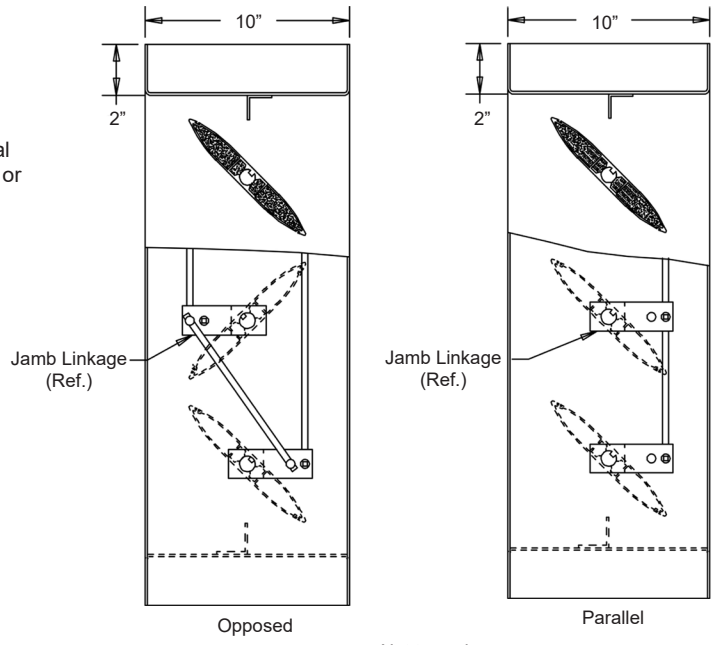 10”
10”
2”
2”
al
or
Jamb Linkage
(Ref.)
Jamb Linkage
(Ref.)
Opposed
Parallel